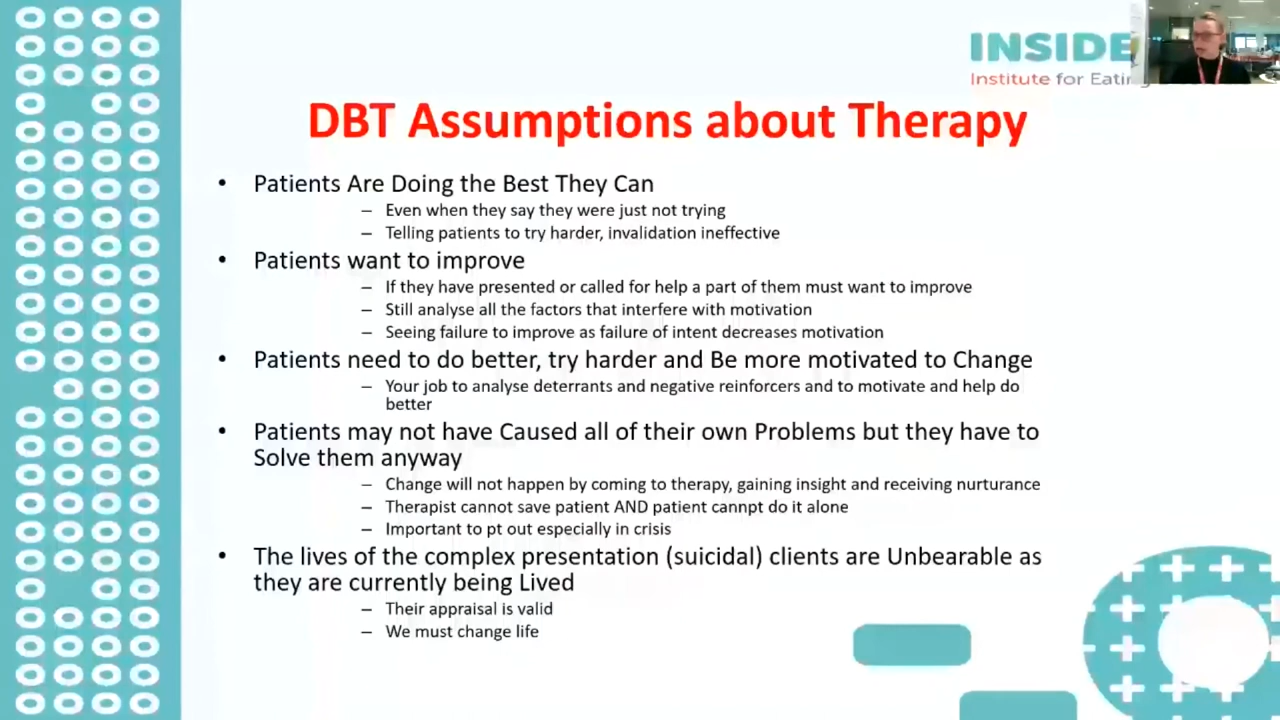 INSIDE
Institute for Eating
DBT Assumptions about Therapy
• Patients Are Doing the Best They Can
– Even when they say they were just not trying
– Telling patients to try harder, invalidation ineffective
• Patients want to improve
– If they have presented or called for help a part of them must want to improve
– Still analyse all the factors that interfere with motivation
– Seeing failure to improve as failure of intent decreases motivation
• Patients need to do better, try harder and Be more motivated to Change
– Your job to analyse deterrants and negative reinforcers and to motivate and help do
better
• Patients may not have Caused all of their own Problems but they have to
Solve them anyway
– Change will not happen by coming to therapy, gaining insight and receiving nurturance
– Therapist cannot save patient AND patient cannpt do it alone
– Important to pt out especially in crisis
• The lives of the complex presentation (suicidal) clients are Unbearable as
they are currently being Lived
– Their appraisal is valid
– We must change life